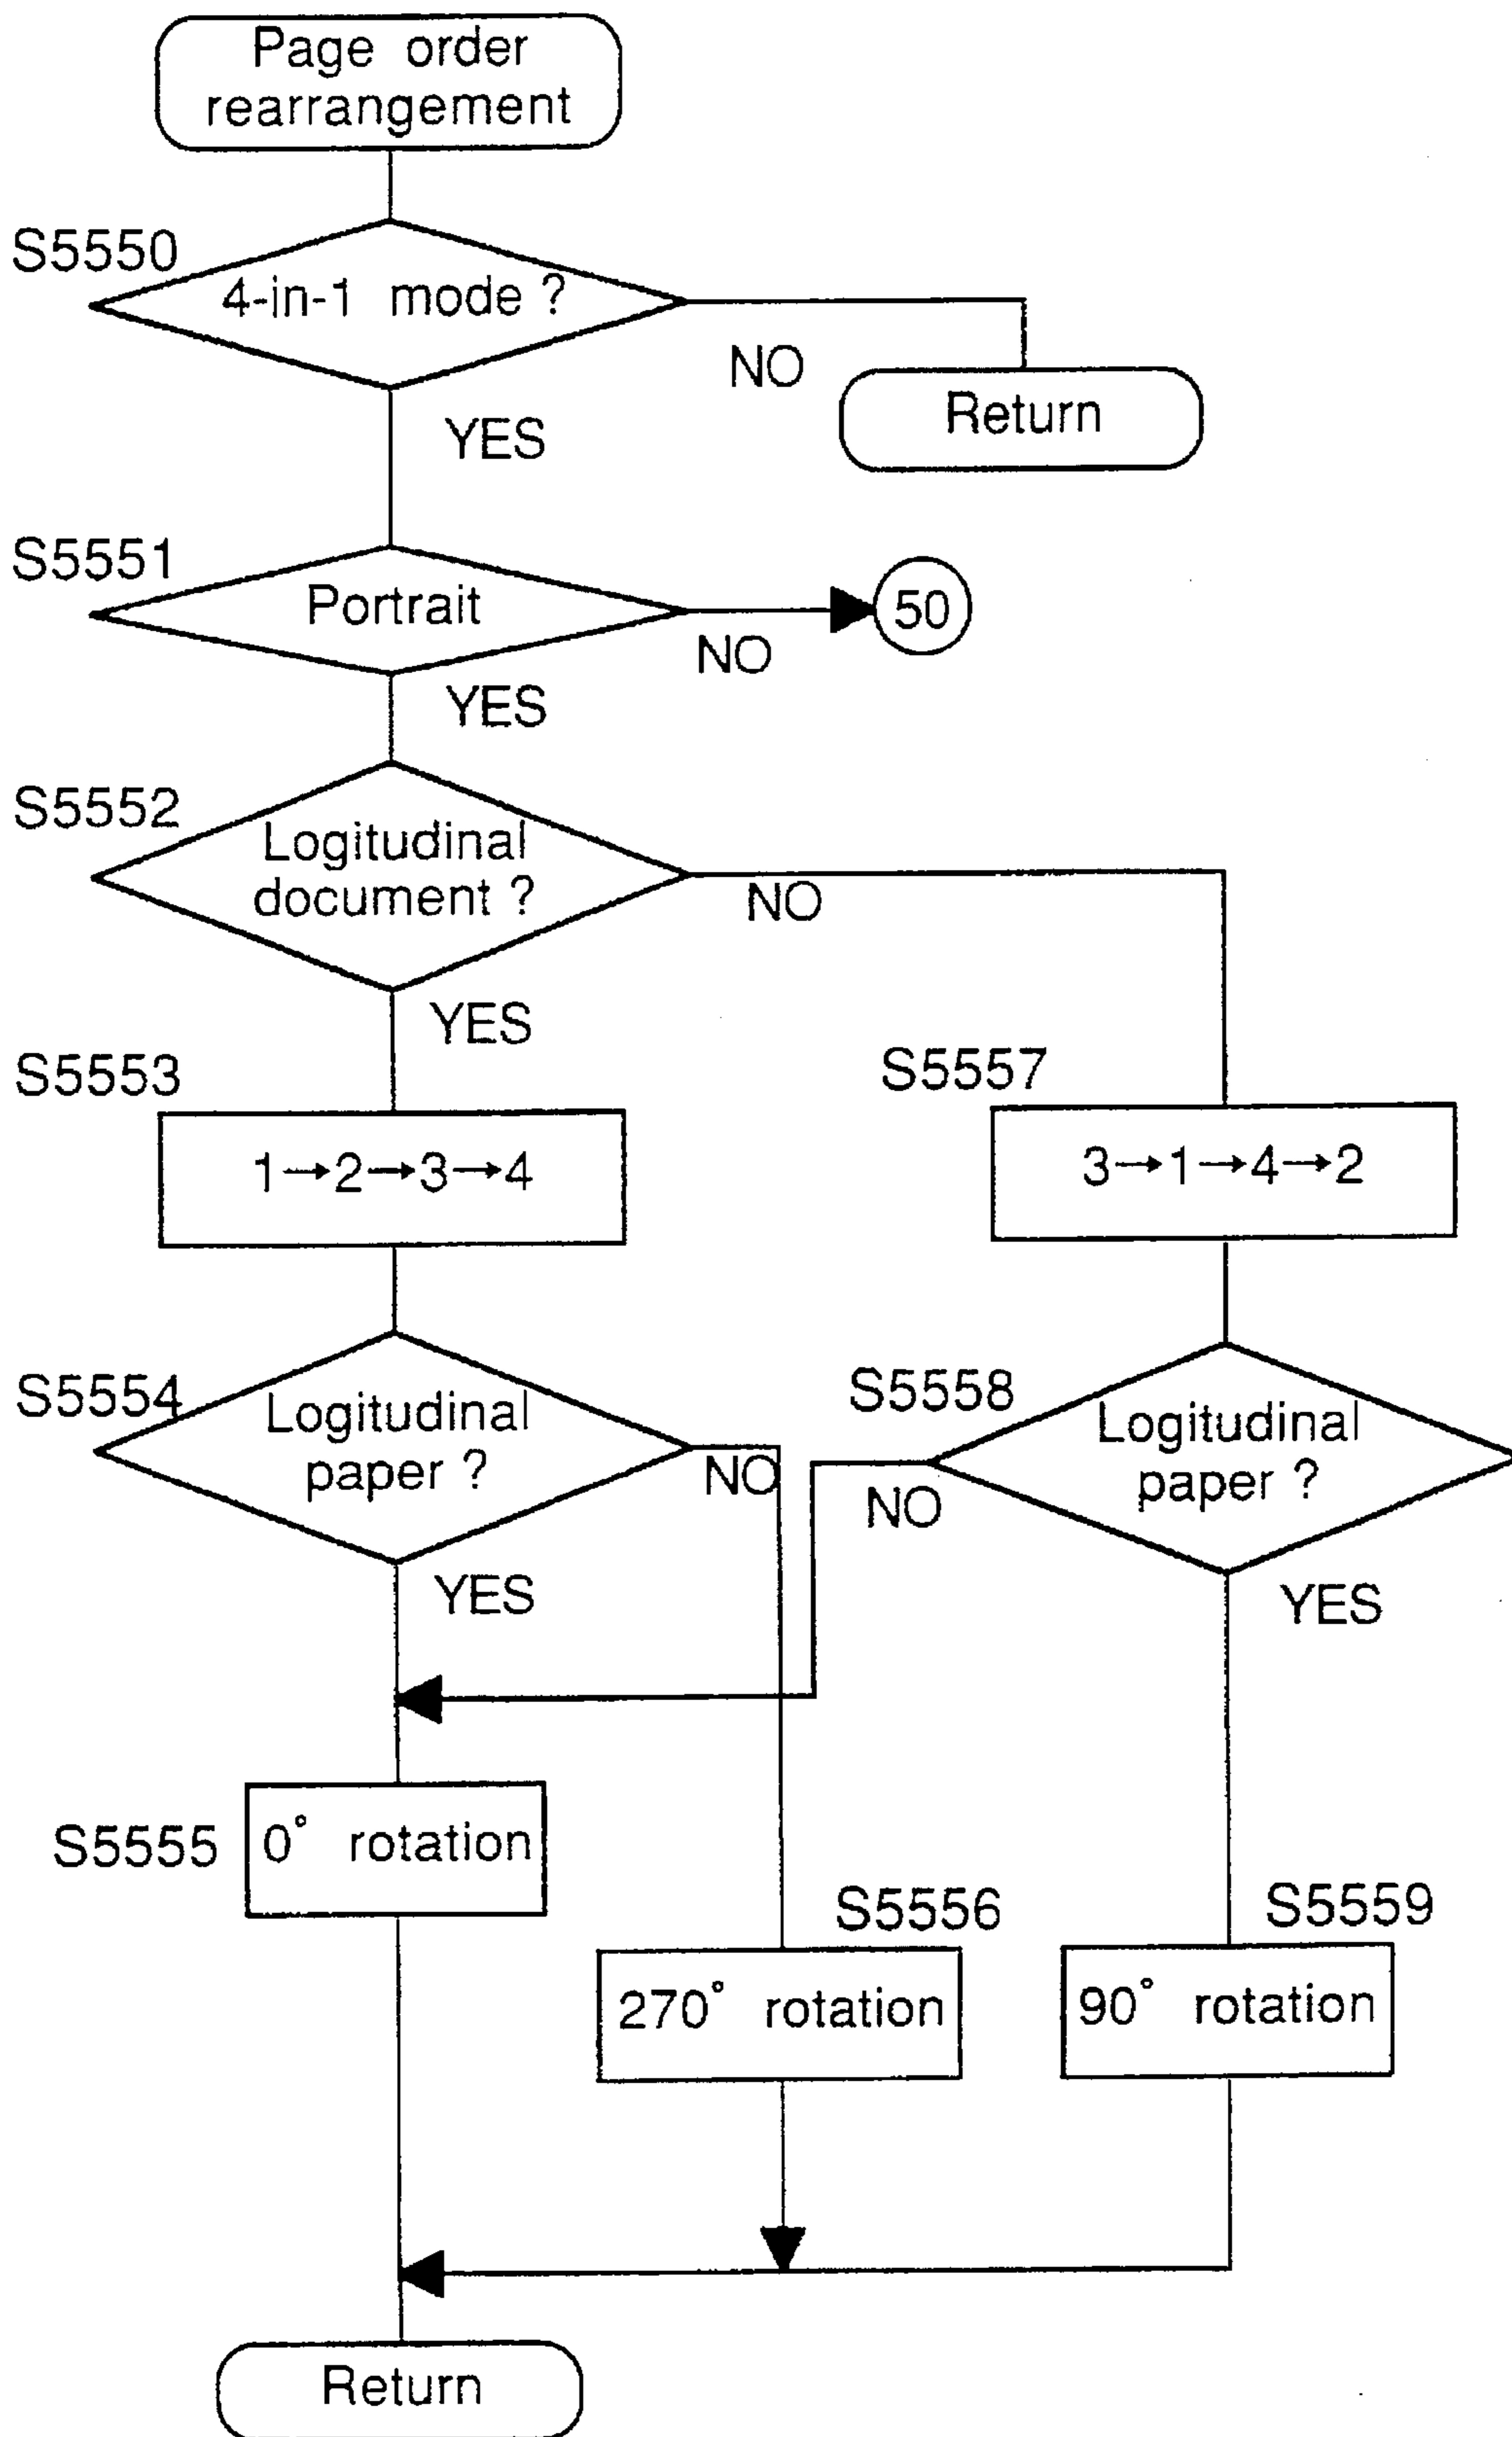 Page order
rearrangement
S5550
4-in-1 mode ?
NO
Return
YES
S5551
Portrait
NO
50
YES
S5552
Logitudinal
document ?
NO
YES
S5553
1→2→3→4
S5557
3→1→4→2
S5554
Logitudinal
paper ?
NO
YES
S5558
Logitudinal
paper ?
NO
YES
S5555
0° rotation
S5556
270° rotation
S5559
90° rotation
Return